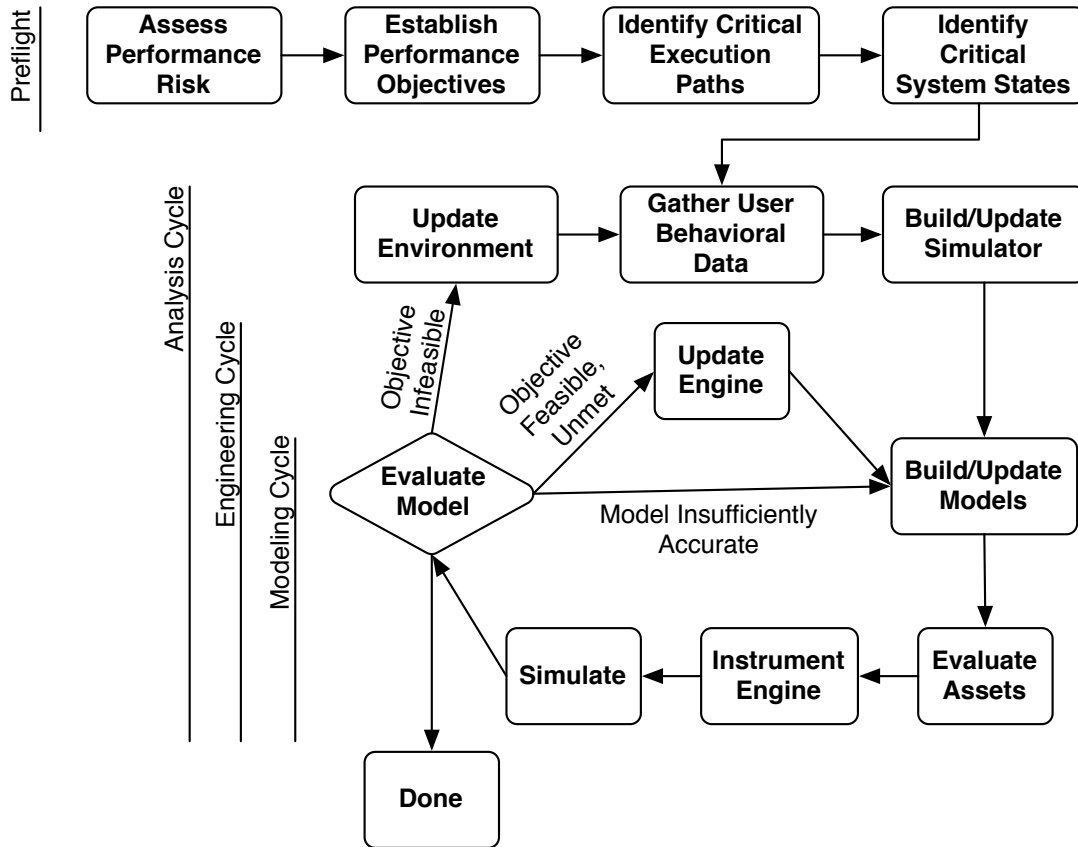 Preflight
Assess
Performance
Risk
Establish
Performance
Objectives
Identify Critical
Execution
Paths
Identify
Critical
System States
Analysis Cycle
Engineering Cycle
Modeling Cycle
Update
Environment
Gather User
Behavioral
Data
Build/Update
Simulator
Objective
Infeasible
Objective
Feasible,
Unmet
Update
Engine
Evaluate
Model
Model Insufficiently
Accurate
Build/Update
Models
Simulate
Instrument
Engine
Evaluate
Assets
Done